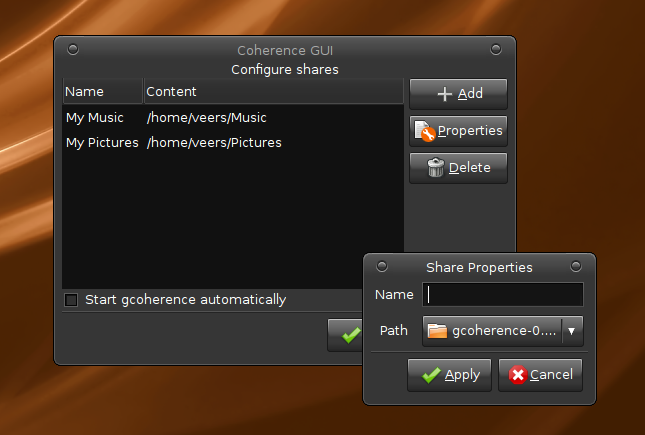 Coherence GUI
Configure shares
Name Content
My Music /home/veers/Music
My Pictures /home/veers/Pictures
Add
Properties
Delete
Start gcoherence automatically
Share Properties
Name
Path gcoherence-0....
Apply Cancel